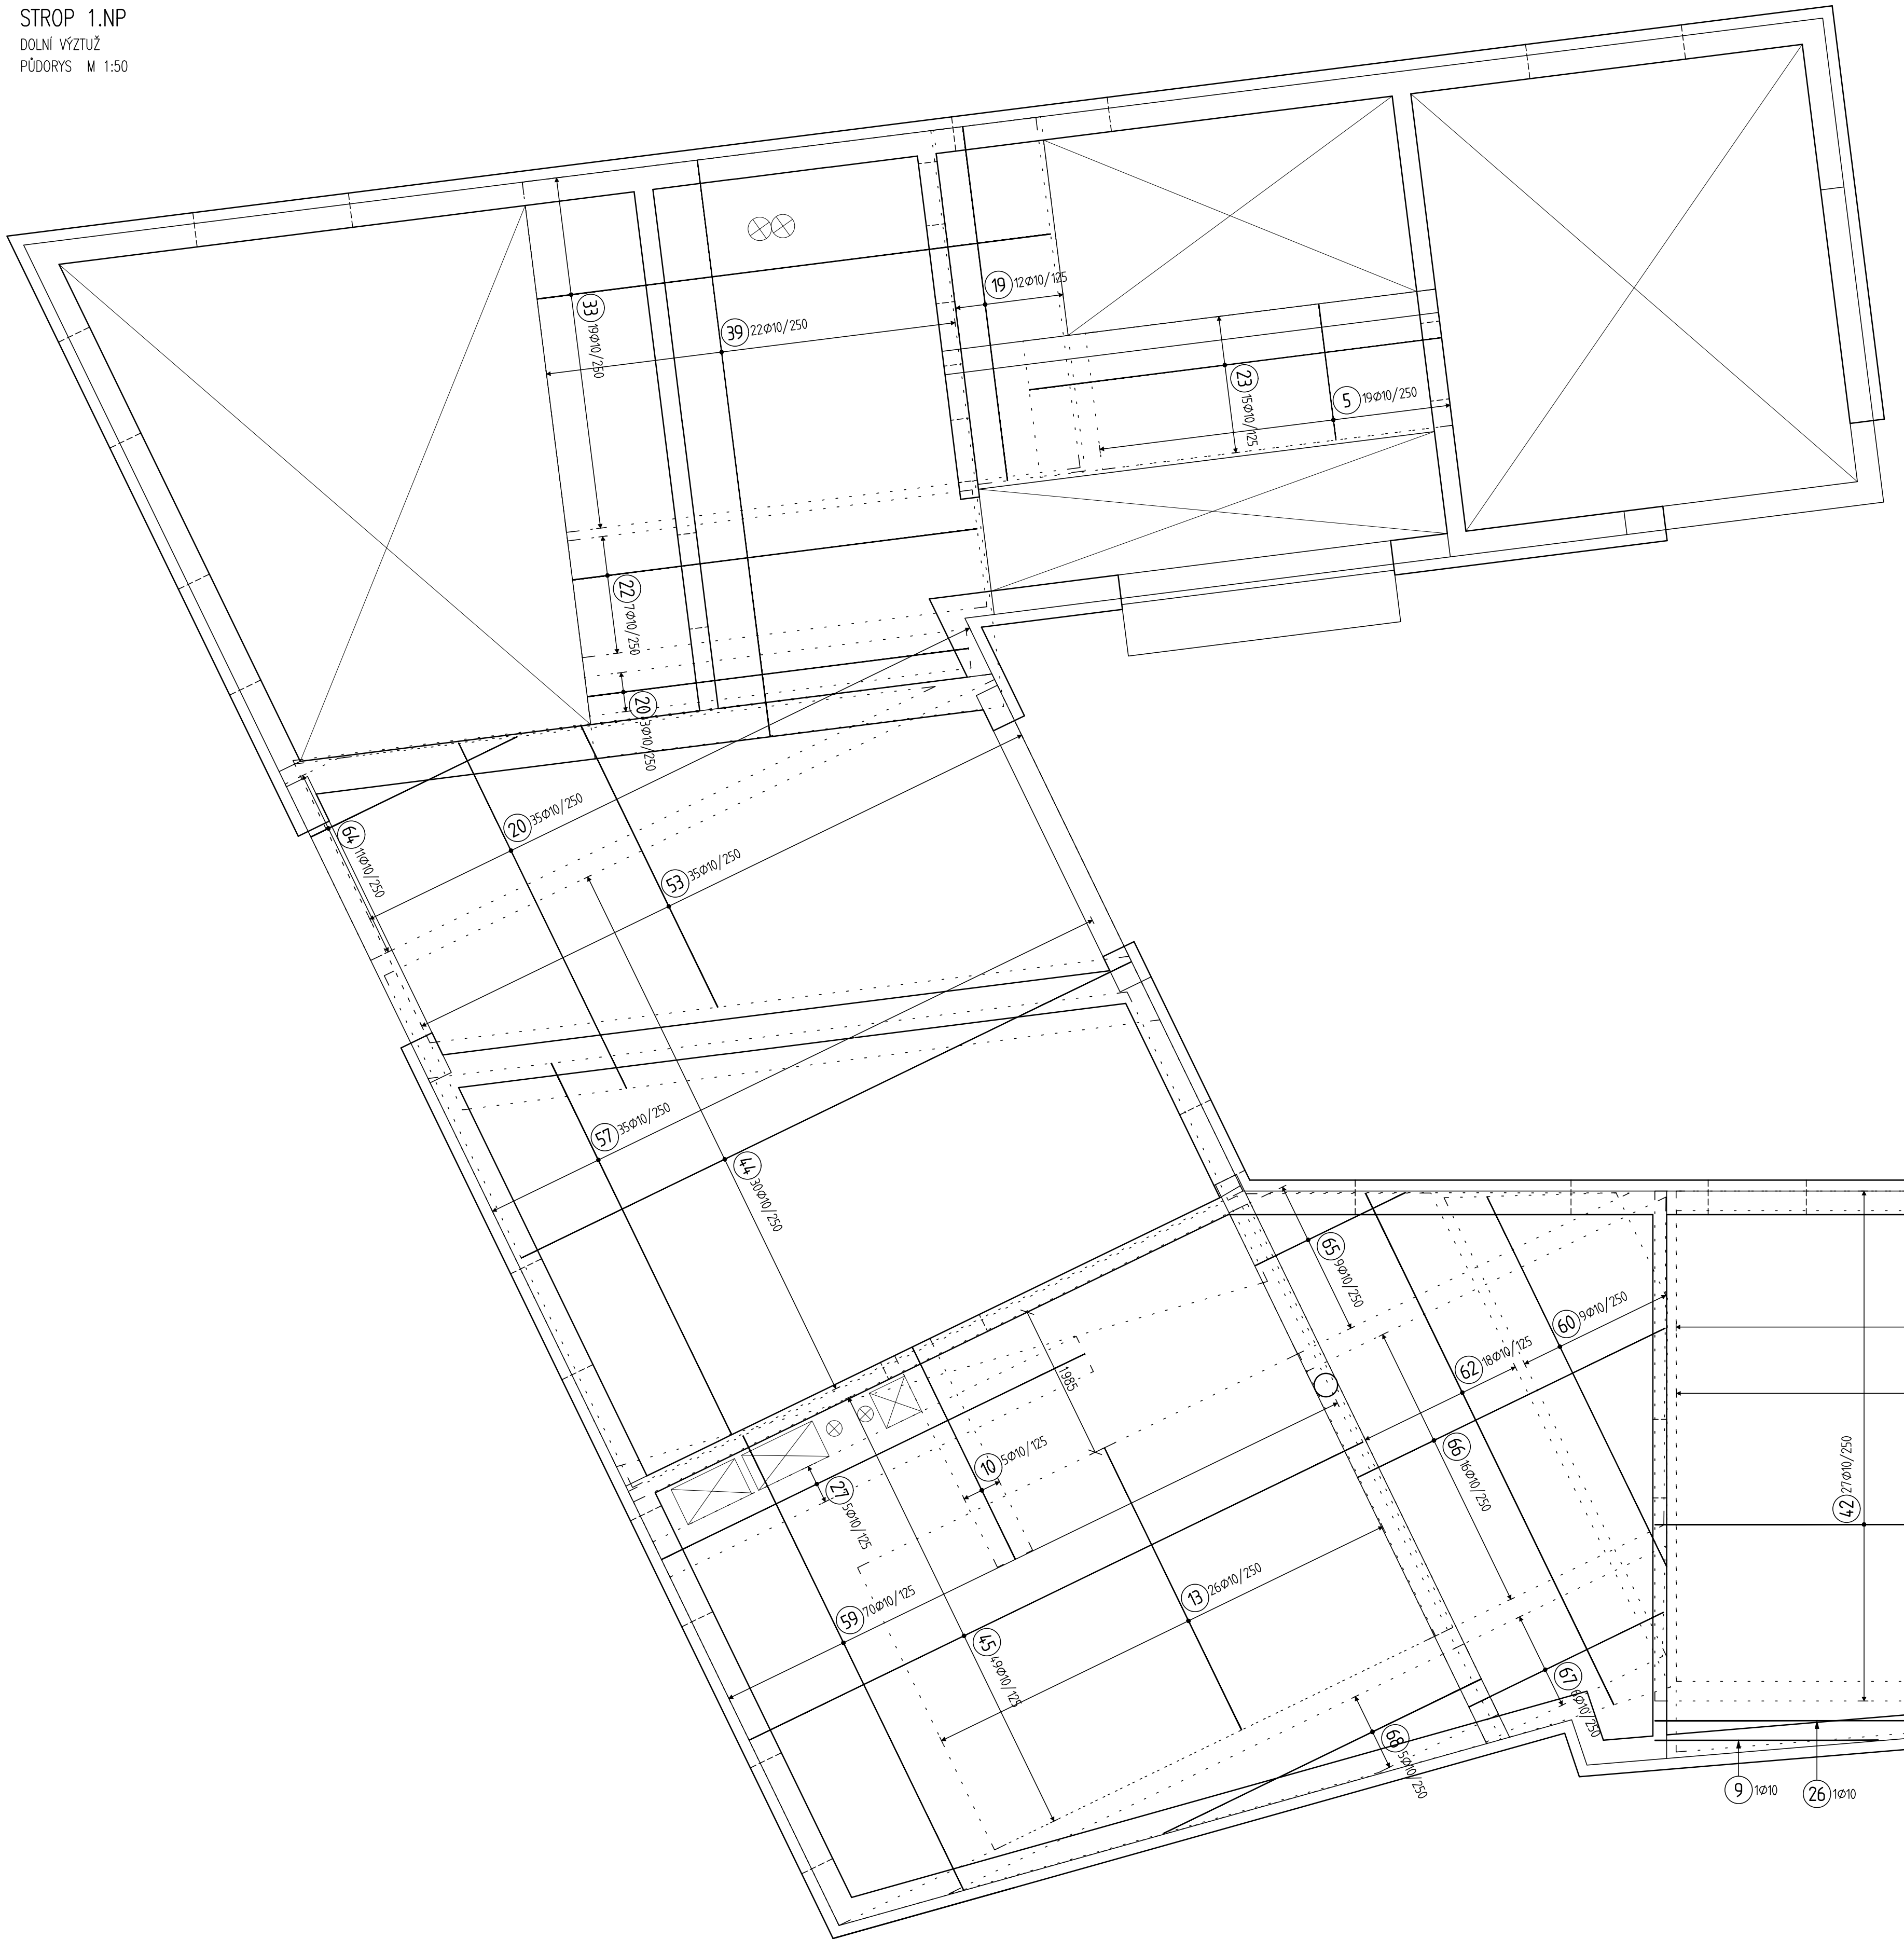 STROP 1.NP
DOLNÍ VÝZTUŽ
PŮDORYS M 1:50
33 19Ø10/250
39 22Ø10/250
19 12Ø10/125
23 15Ø10/125
5 19Ø10/250
22 7Ø10/250
20 3Ø10/250
64 11Ø10/250
20 35Ø10/250
53 35Ø10/250
57 35Ø10/250
44 30Ø10/250
65 9Ø10/250
60 9Ø10/250
62 18Ø10/125
1985
66 16Ø10/250
42 27Ø10/250
10 5Ø10/125
27 5Ø10/125
59 70Ø10/125
45 49Ø10/125
13 26Ø10/250
67 6Ø10/250
68 5Ø10/250
9 1Ø10
26 1Ø10